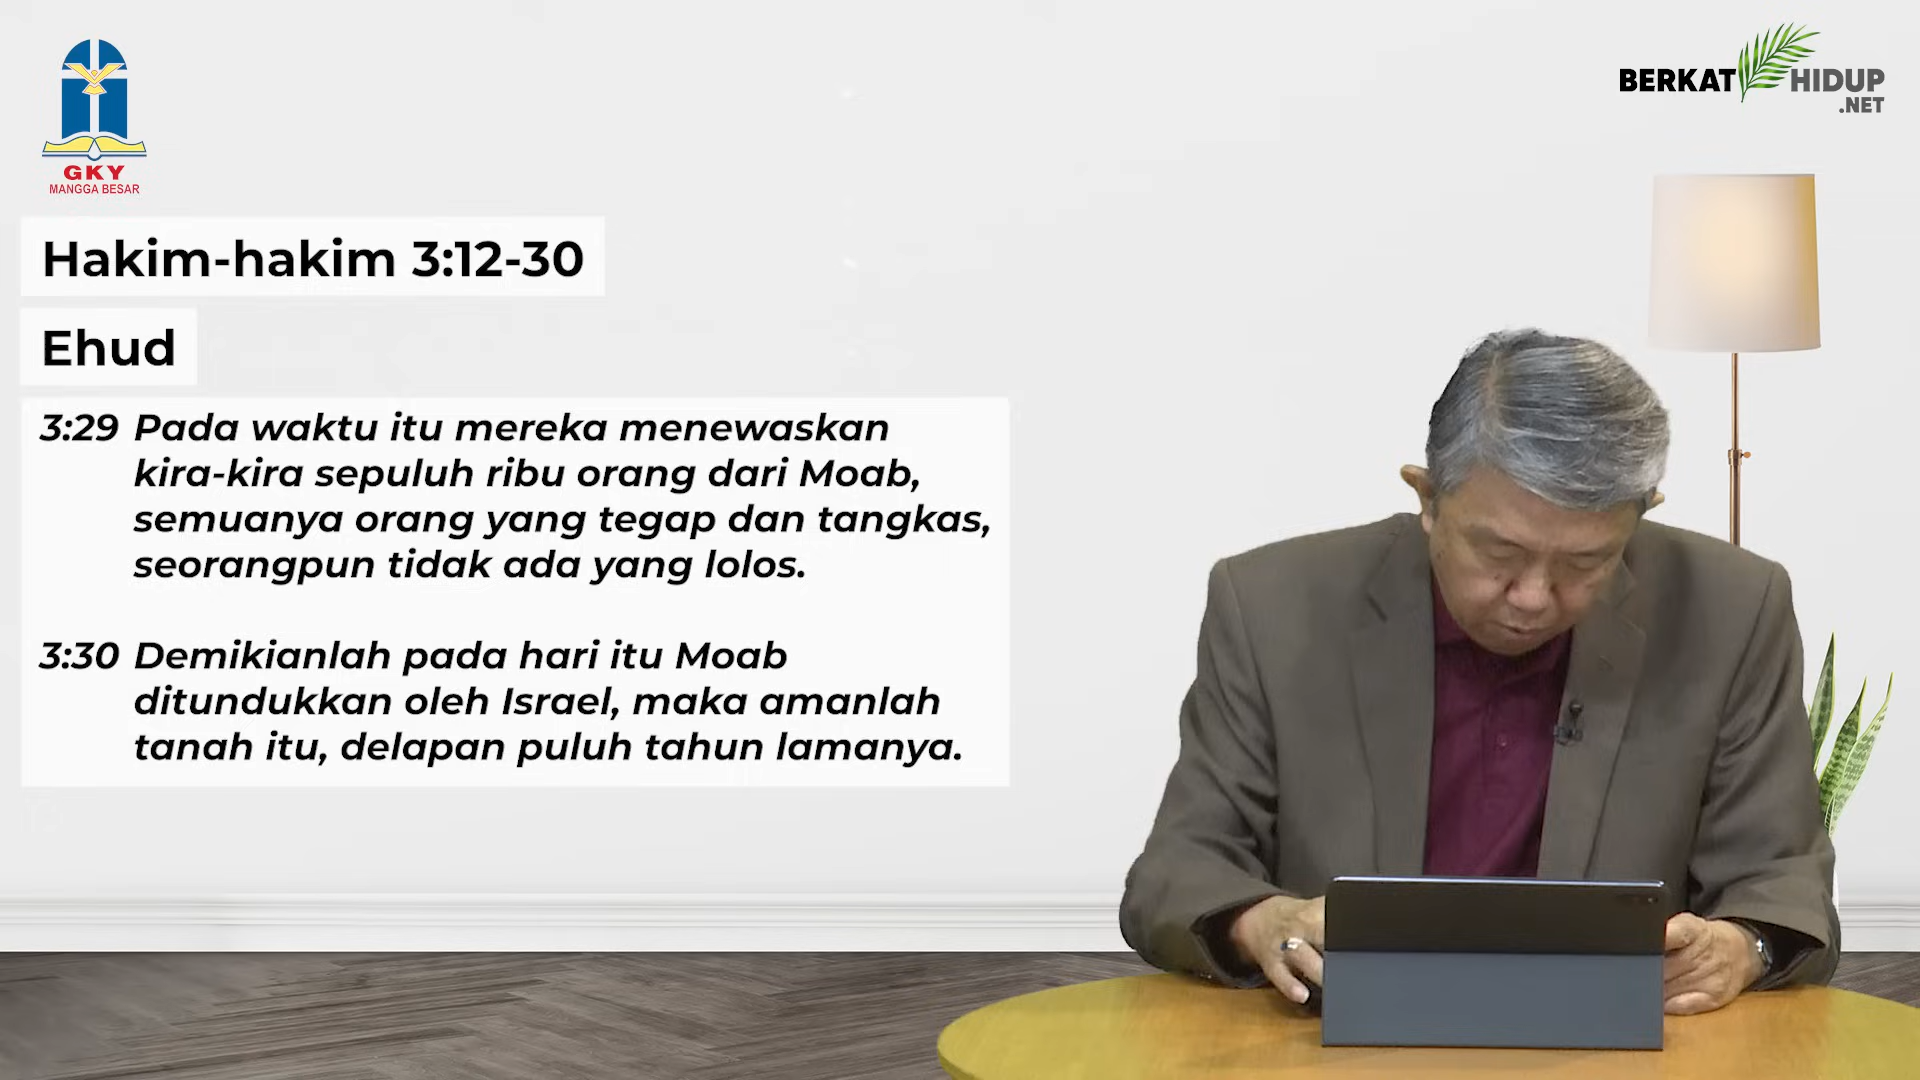 GKY
MANGGA BESAR
BERKAT HIDUP
.NET
Hakim-hakim 3:12-30
Ehud
3:29 Pada waktu itu mereka menewaskan
kira-kira sepuluh ribu orang dari Moab,
semuanya orang yang tegap dan tangkas,
seorangpun tidak ada yang lolos.
3:30 Demikianlah pada hari itu Moab
ditundukkan oleh Israel, maka amanlah
tanah itu, delapan puluh tahun lamanya.